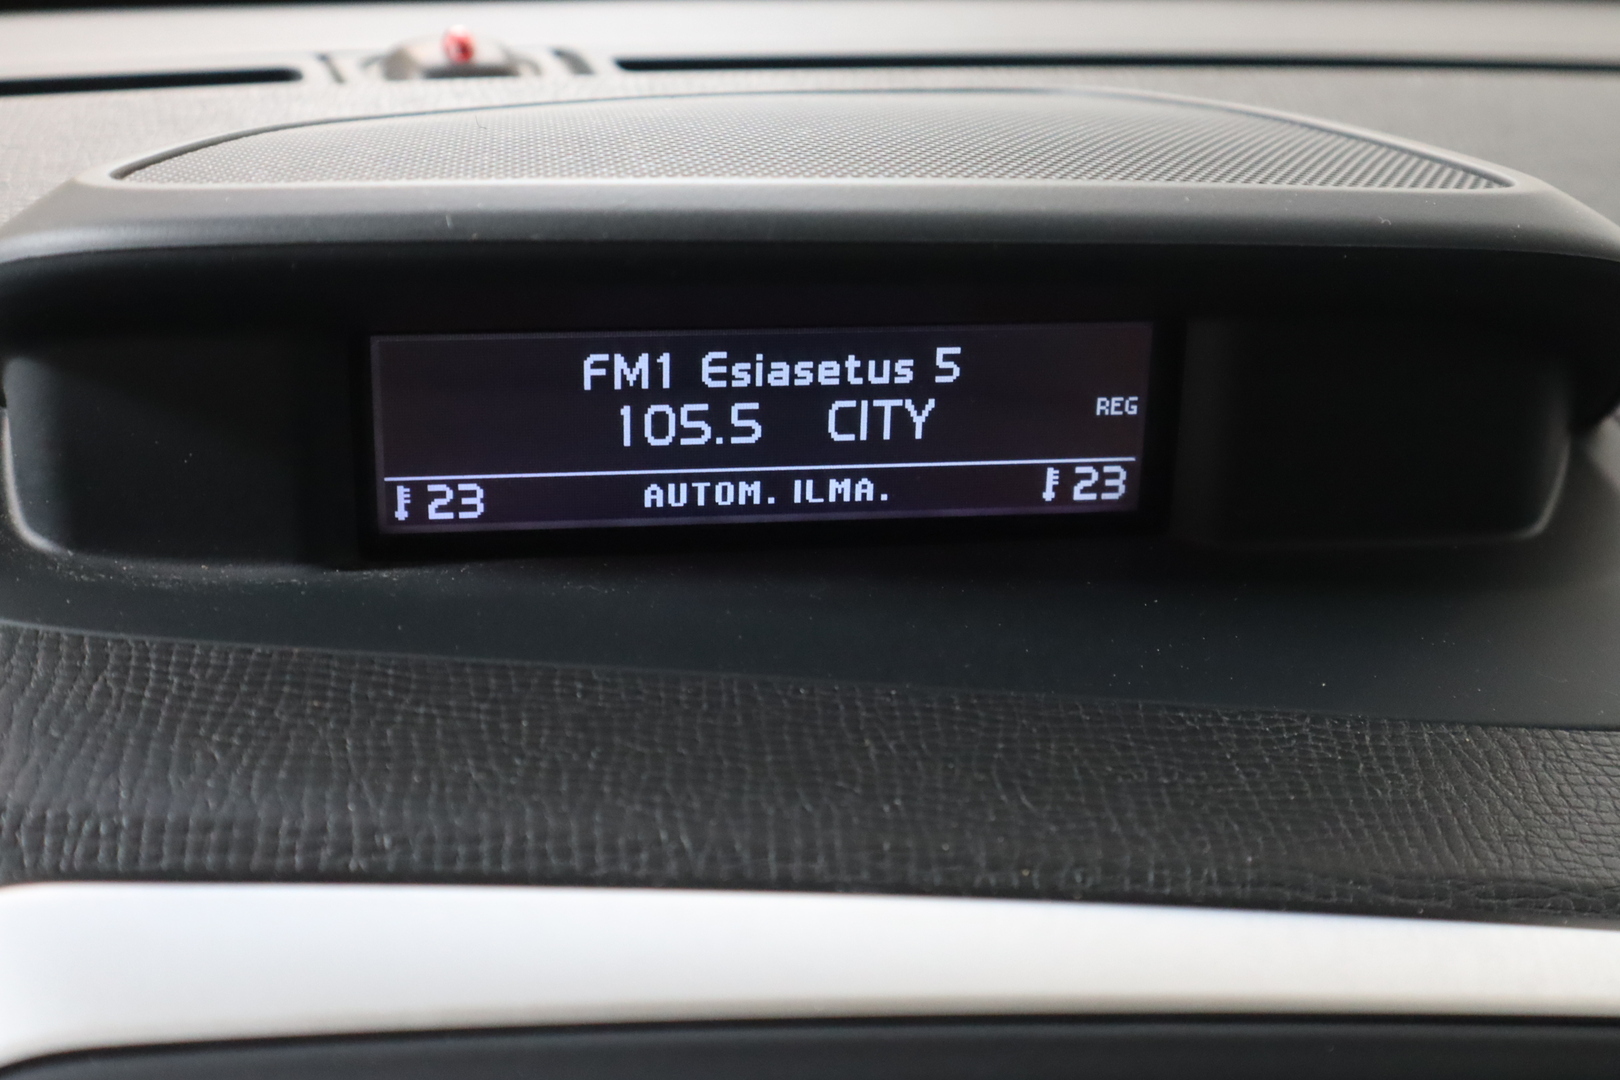 FM1 Esiasetus 5
105.5 CITY
REG
23 AUTOM. ILMA. 23